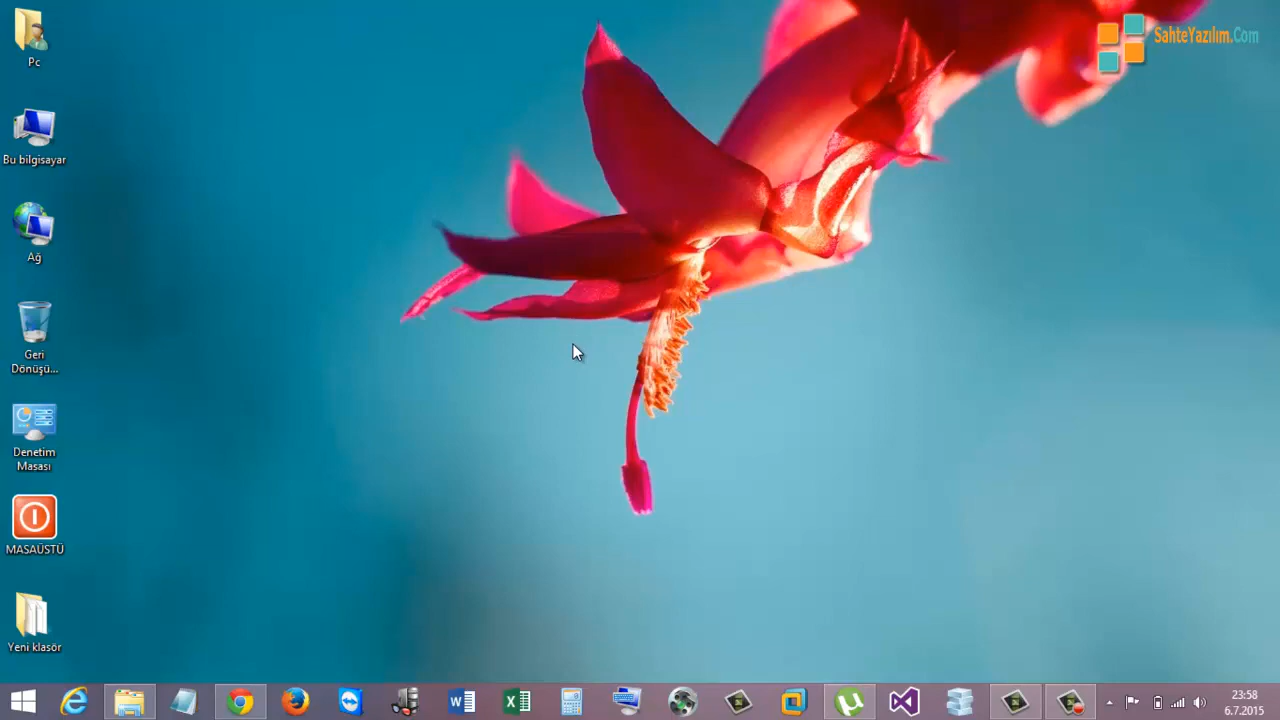 SahteYazılım.Com
Pc
Bu bilgisayar
Ağ
Geri
Dönüşü...
Denetim
Masası
MASAÜSTÜ
Yeni klasör
23:58
6.7.2015